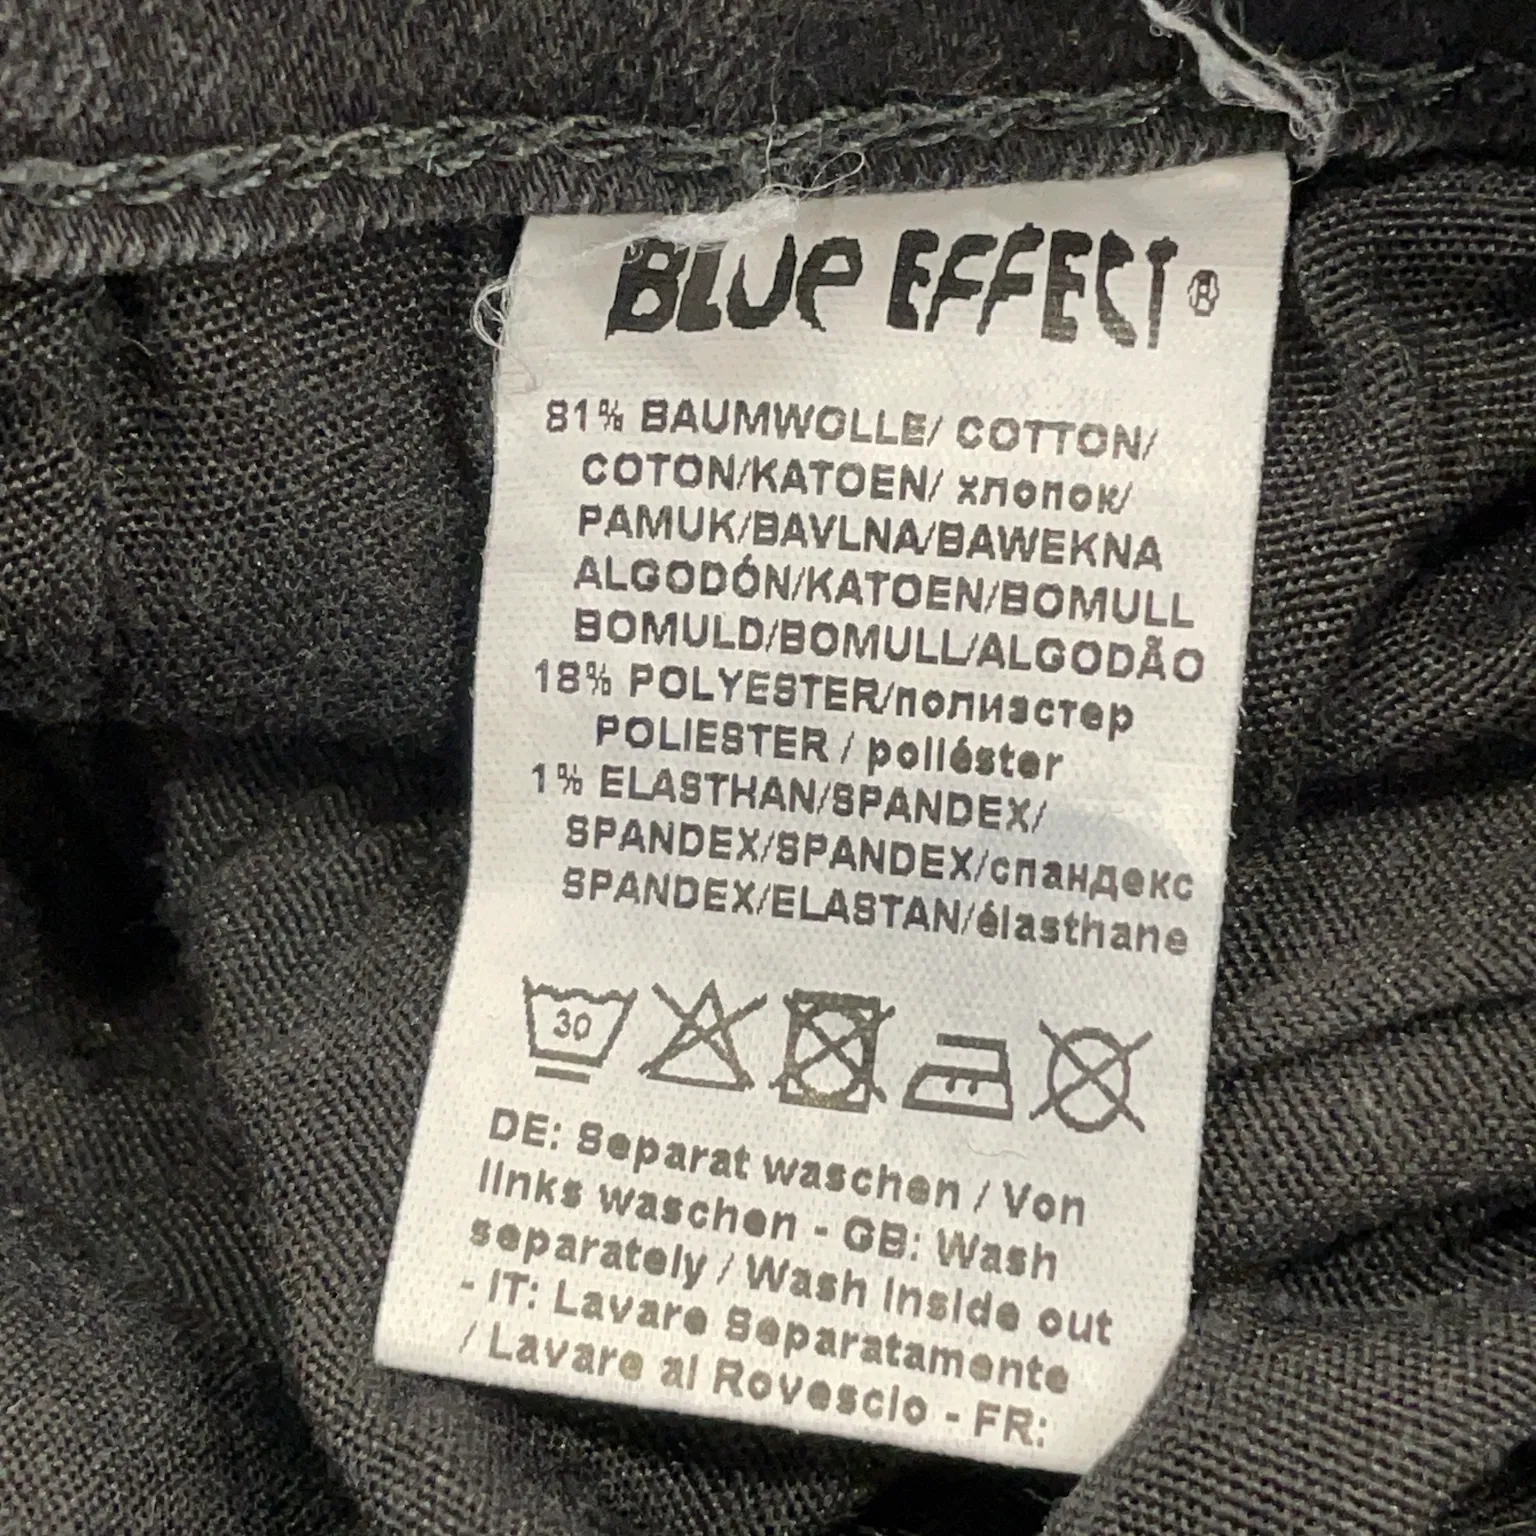 BLUE EFFECT ®
81% BAUMWOLLE/ COTTON/
COTON/KATOEN/ хлопок/
PAMUK/BAVLNA/BAWEKNA
ALGODÓN/KATOEN/BOMULL
BOMULD/BOMULL/ALGODÃO
18% POLYESTER/полиэстер
POLIESTER / poliéster
1% ELASTHAN/SPANDEX/
SPANDEX/SPANDEX/спандекс
SPANDEX/ELASTAN/élasthane
30
DE: Separat waschen / Von
links waschen - GB: Wash
separately / Wash inside out
- IT: Lavare Separatamente
/ Lavare al Rovescio - FR: